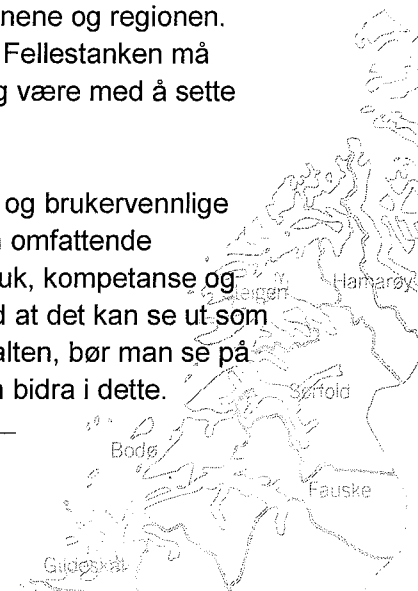 nene og regionen.
Fellestanken må
g være med å sette
og brukervennlige
omfattende
uk, kompetanse og
Steigen
Hamarøy
d at det kan se ut som
alten, bør man se på
n bidra i dette.
Sørfold
Bodø
Fauske
Gildeskål